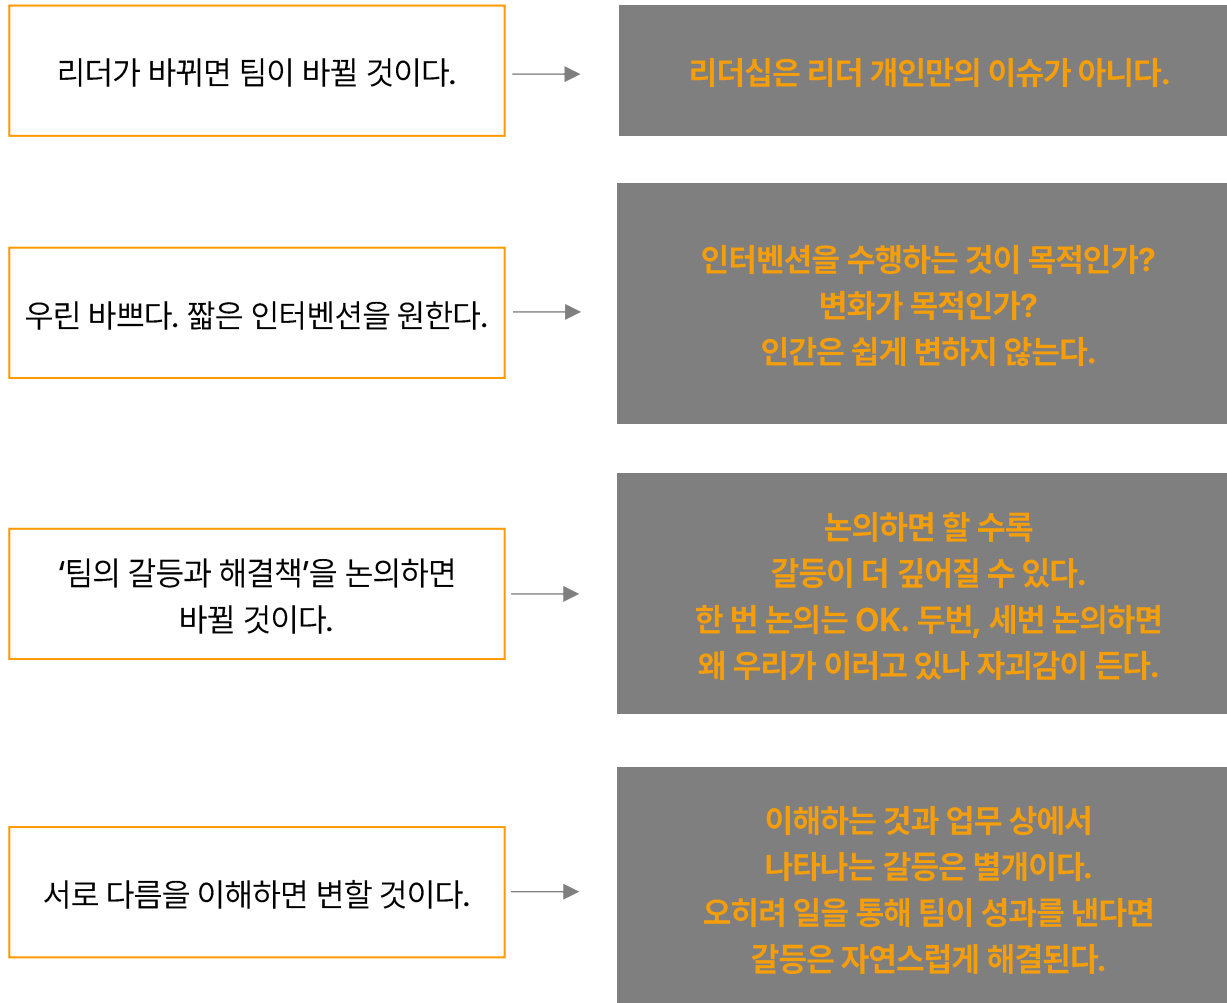 리더가 바뀌면 팀이 바뀔 것이다.
리더십은 리더 개인만의 이슈가 아니다.
우린 바쁘다. 짧은 인터벤션을 원한다.
인터벤션을 수행하는 것이 목적인가?
변화가 목적인가?
인간은 쉽게 변하지 않는다.
‘팀의 갈등과 해결책’을 논의하면
바뀔 것이다.
논의하면 할 수록
갈등이 더 깊어질 수 있다.
한 번 논의는 OK. 두번, 세번 논의하면
왜 우리가 이러고 있나 자괴감이 든다.
서로 다름을 이해하면 변할 것이다.
이해하는 것과 업무 상에서
나타나는 갈등은 별개이다.
오히려 일을 통해 팀이 성과를 낸다면
갈등은 자연스럽게 해결된다.